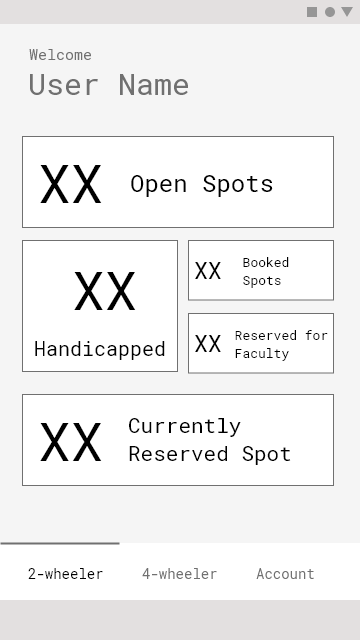 Welcome
User Name
XX Open Spots
XX
Handicapped
XX Booked
Spots
XX Reserved for
Faculty
XX Currently
Reserved Spot
2-wheeler 4-wheeler Account